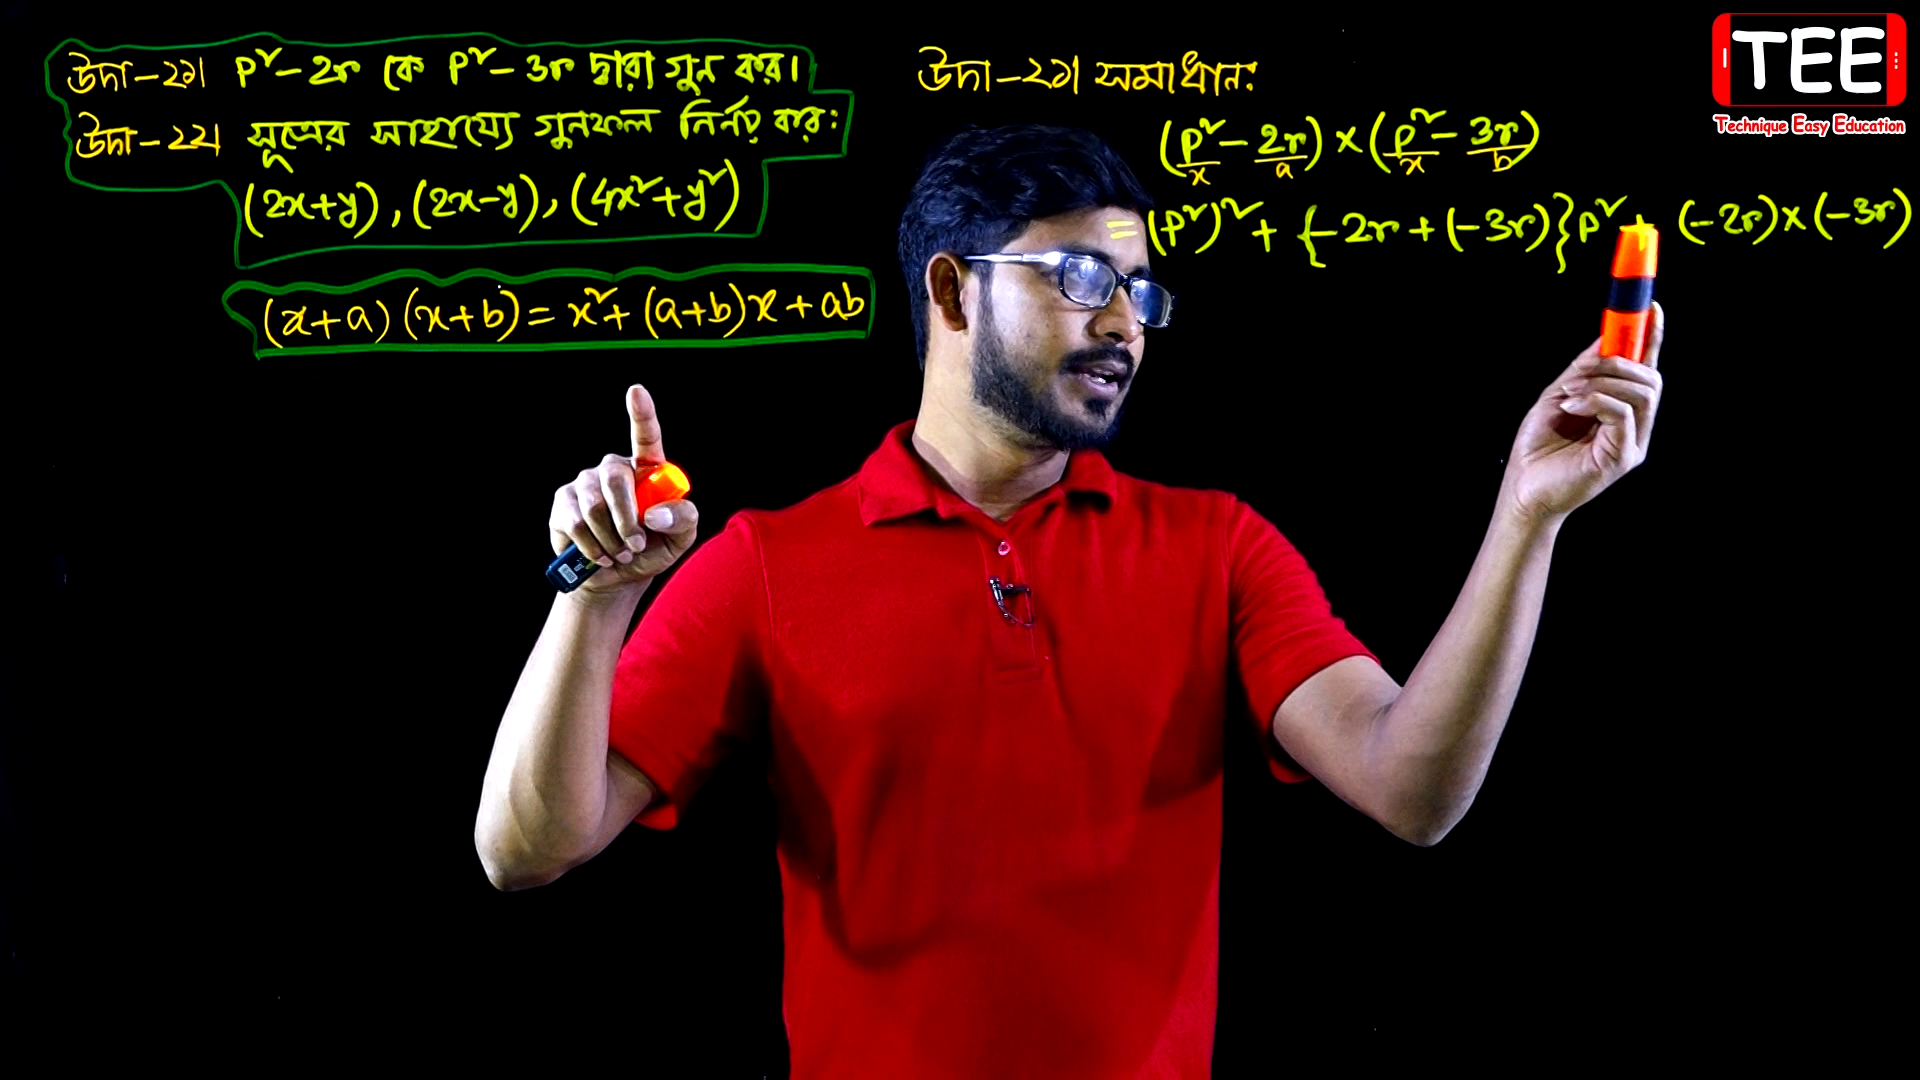 উদা-২১। p²-2r কে p²-3r দ্বারা গুন কর।
উদা-২২। সূত্রের সাহায্যে গুনফল নির্নয় কর:
(2x+y), (2x-y), (4x²+y²)
(x+a) (x+b) = x²+ (a+b)x + ab
উদা-২১। সমাধান:
(p² - 2r) × (p² - 3r)
x a x b
= (p²)² + {-2r + (-3r)}p² + (-2r)×(-3r)
TEE
Technique Easy Education